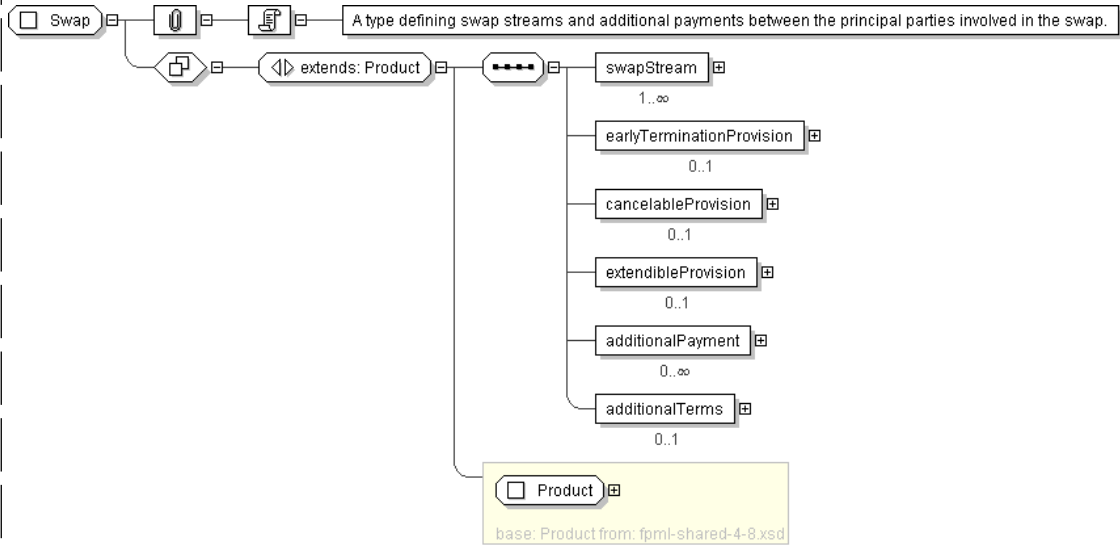 Swap
A type defining swap streams and additional payments between the principal parties involved in the swap.
extends: Product
swapStream
1..∞
earlyTerminationProvision
0..1
cancelableProvision
0..1
extendibleProvision
0..1
additionalPayment
0..∞
additionalTerms
0..1
Product
base: Product from: fpml-shared-4-8.xsd